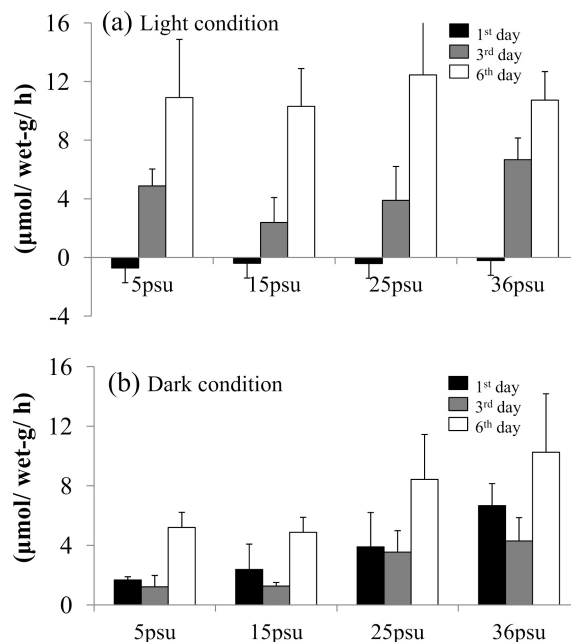 (a) Light condition
1st day
3rd day
6th day
(μmol/ wet-g/ h)
16
12
8
4
0
-4
5psu 15psu 25psu 36psu
(b) Dark condition
1st day
3rd day
6th day
(μmol/ wet-g/ h)
16
12
8
4
0
5psu 15psu 25psu 36psu